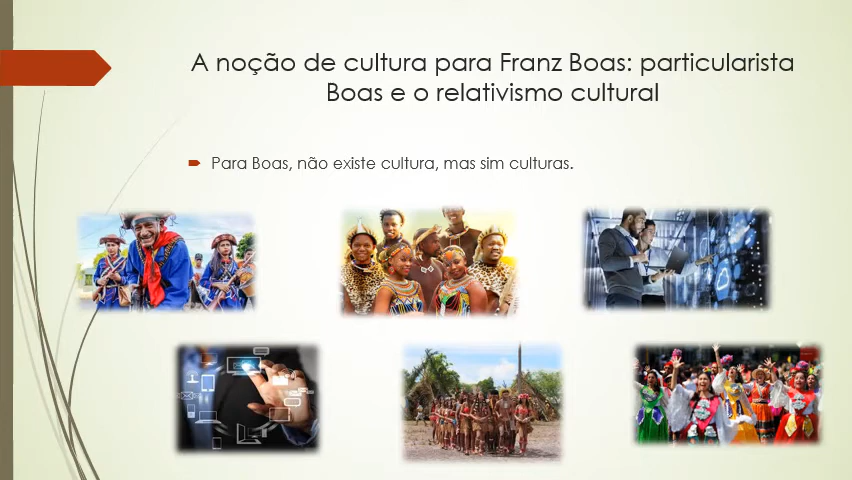 A noção de cultura para Franz Boas: particularista
Boas e o relativismo cultural
Para Boas, não existe cultura, mas sim culturas.